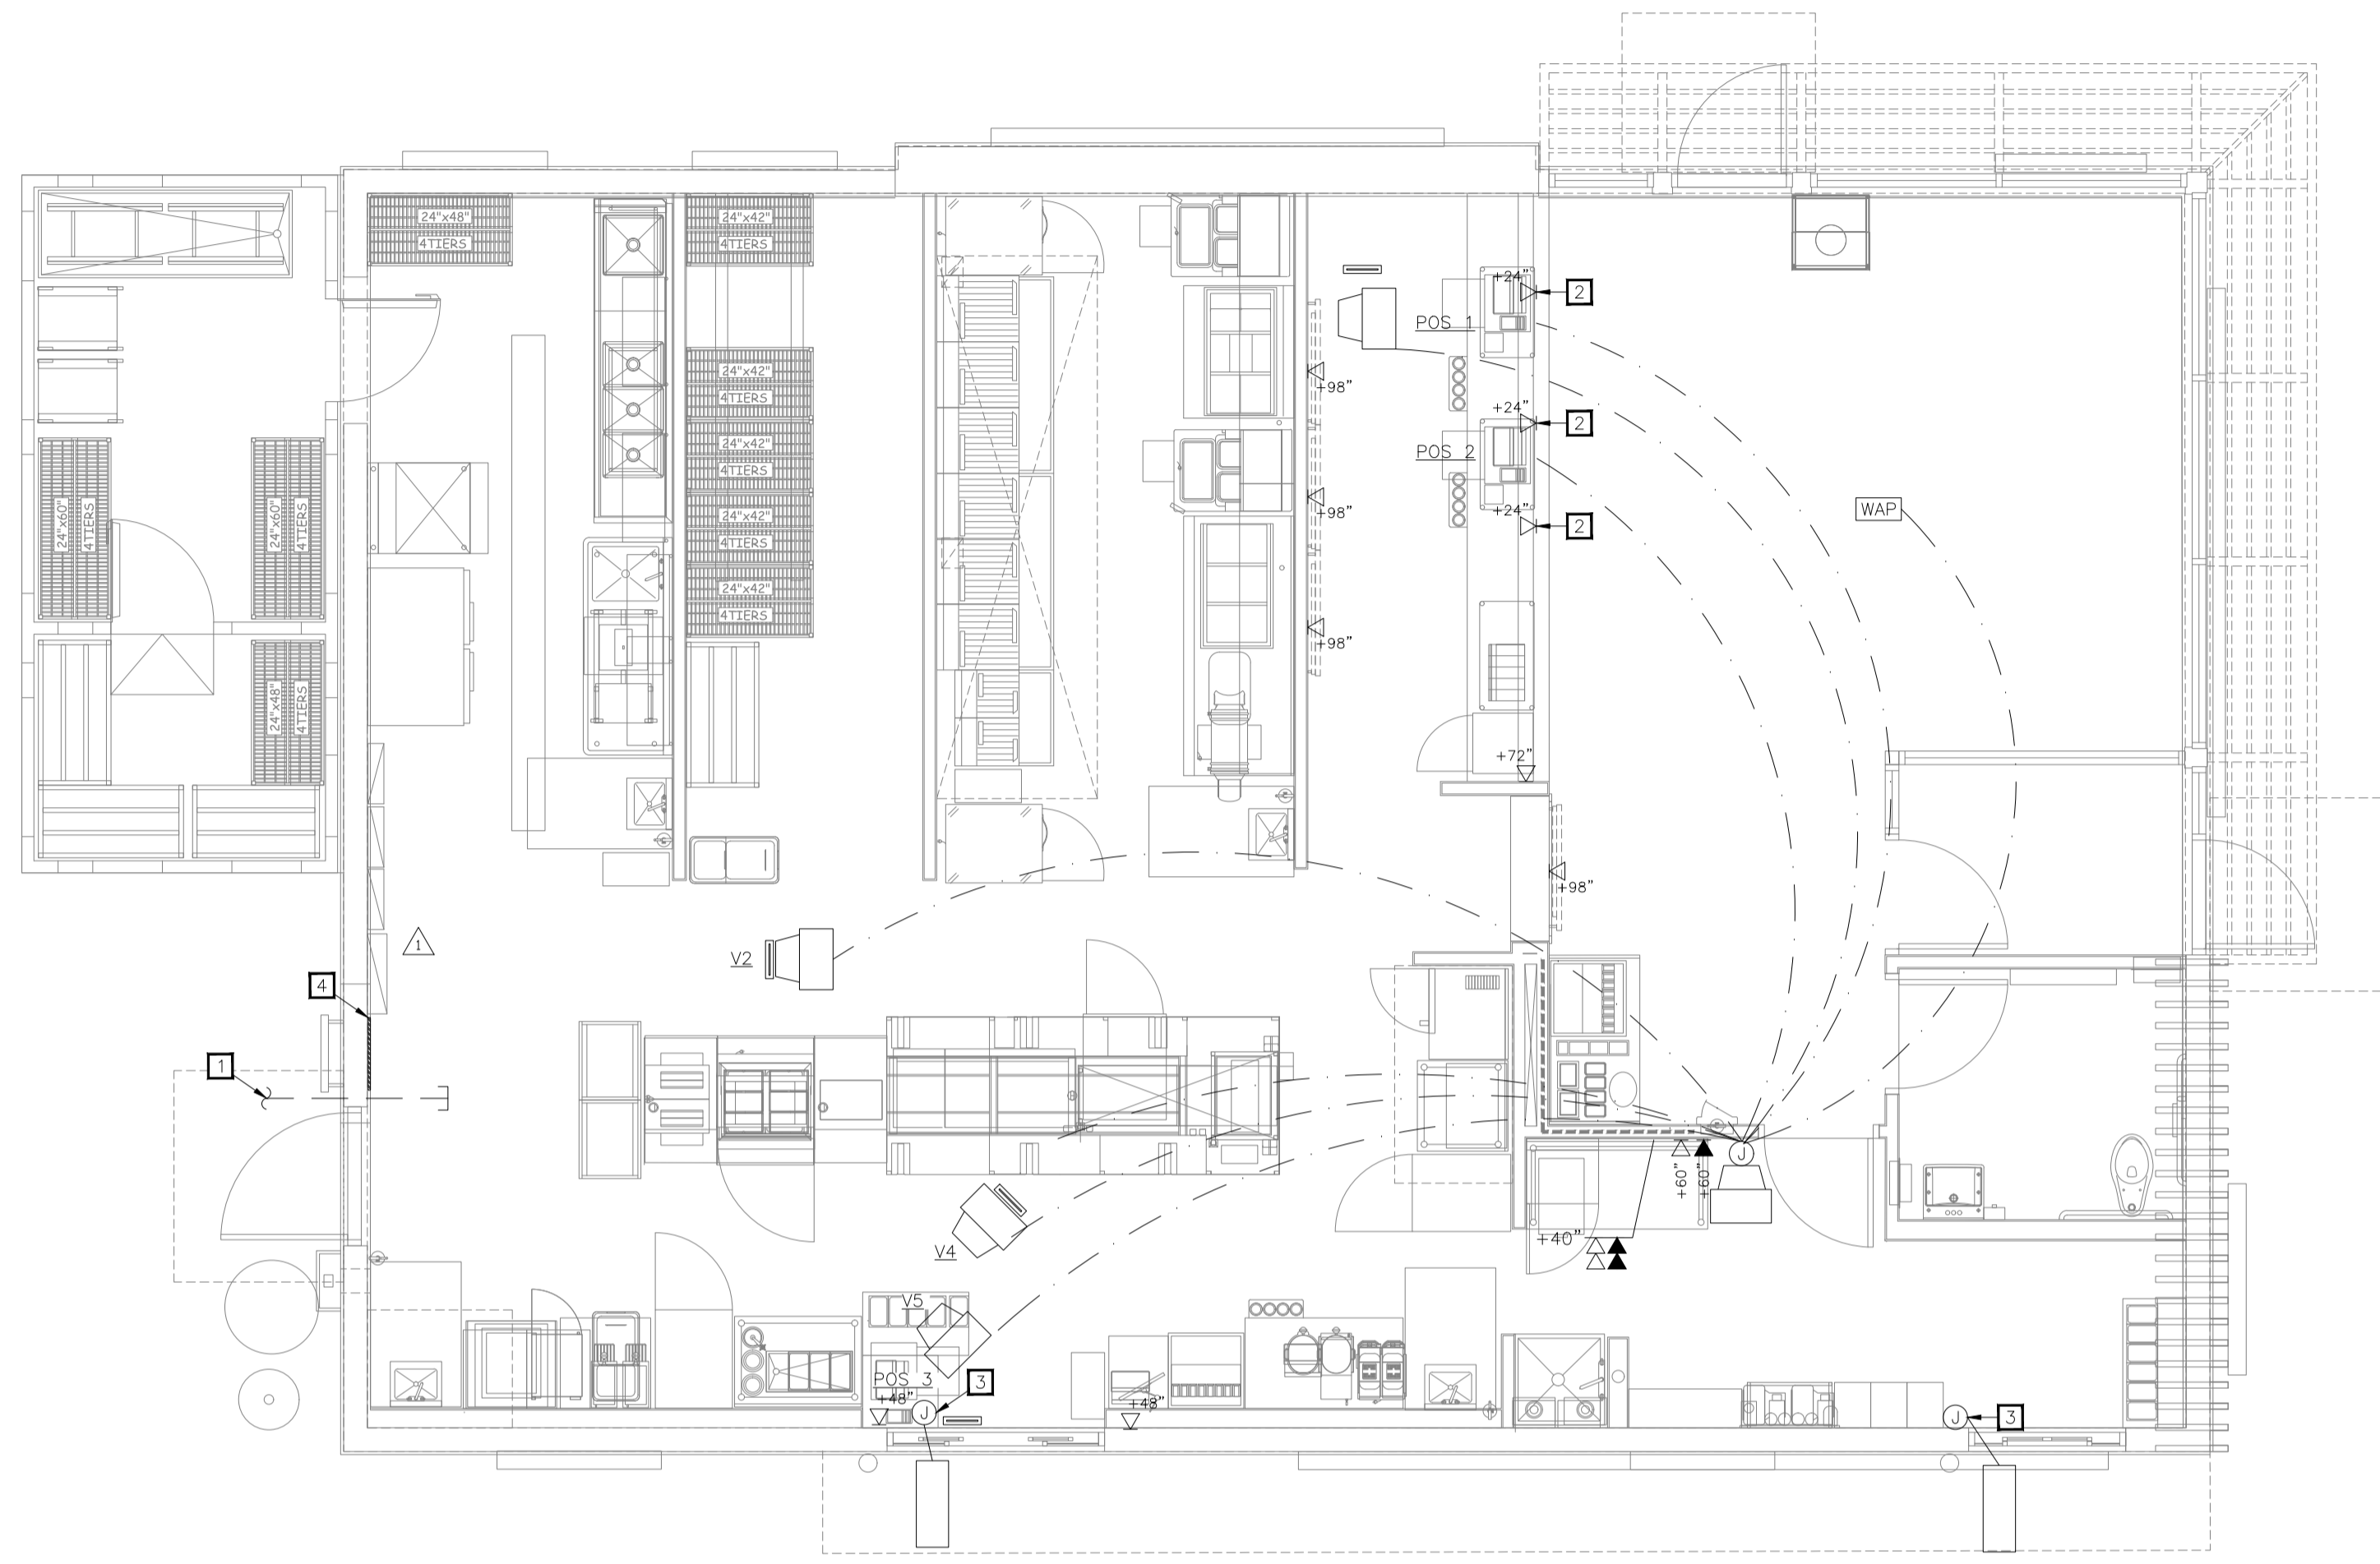 24"x48"
4TIERS
24"x42"
4TIERS
+24"
2
POS 1
24"x42"
4TIERS
+98"
+24"
2
24"x42"
4TIERS
POS 2
24"x60"
4TIERS
24"x60"
4TIERS
24"x42"
4TIERS
+98"
+24"
2
WAP
24"x42"
4TIERS
+98"
24"x48"
4TIERS
+72"
+98"
1
V2
4
1
J
+60"
+60"
V4
+40"
V5
POS 3
+48"
3
J
+48"
J
3